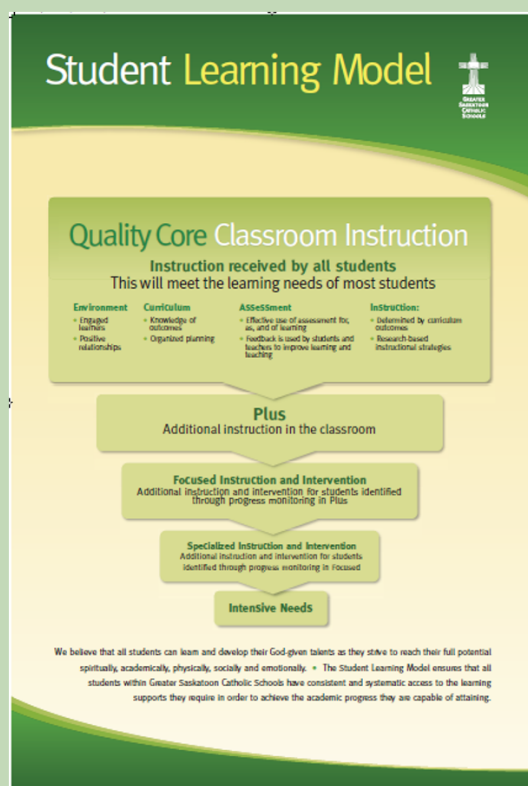 Student Learning Model
GREATER
SASKATOON
CATHOLIC
SCHOOLS
Quality Core Classroom Instruction
Instruction received by all students
This will meet the learning needs of most students
Environment
• Engaged
learners
• Positive
relationships
Curriculum
• Knowledge of
outcomes
• Organized planning
Assessment
• Effective use of assessment for,
as, and of learning
• Feedback is used by students and
teachers to improve learning and
teaching
Instruction:
• Determined by curriculum
outcomes
• Research-based
instructional strategies
Plus
Additional instruction in the classroom
Focused Instruction and Intervention
Additional instruction and intervention for students identified
through progress monitoring in Plus
Specialized Instruction and Intervention
Additional instruction and intervention for students
identified through progress monitoring in Focused
Intensive Needs
We believe that all students can learn and develop their God-given talents as they strive to reach their full potential
spiritually, academically, physically, socially and emotionally. • The Student Learning Model ensures that all
students within Greater Saskatoon Catholic Schools have consistent and systematic access to the learning
supports they require in order to achieve the academic progress they are capable of attaining.